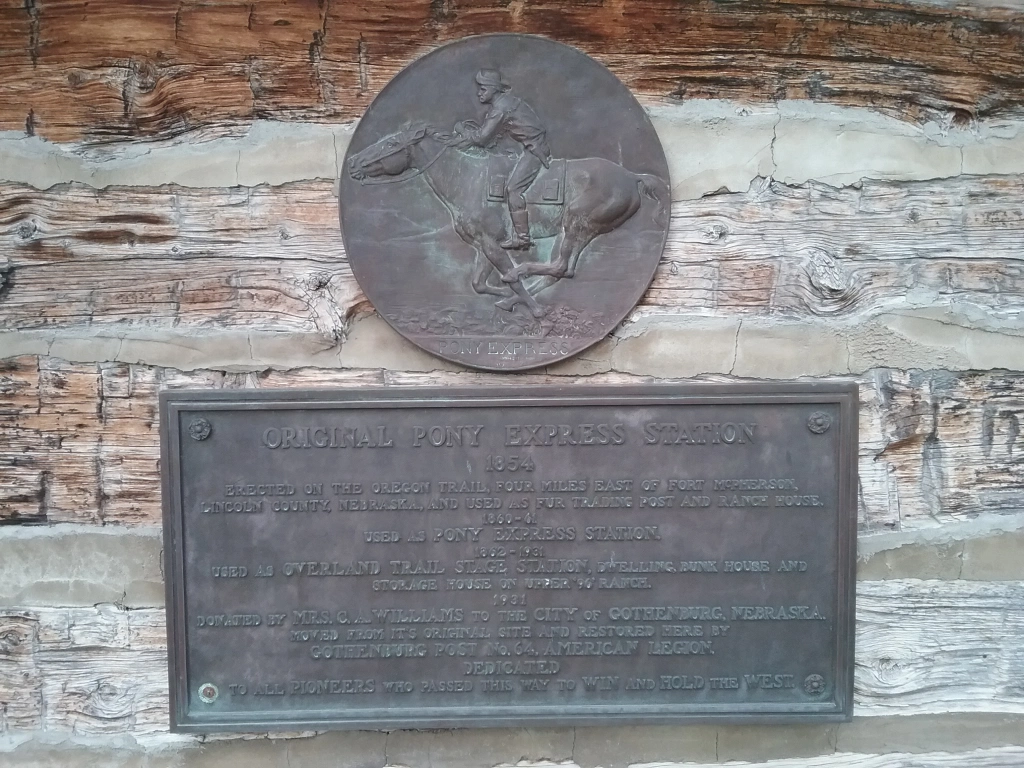 PONY EXPRESS
ORIGINAL PONY EXPRESS STATION
1854
ERECTED ON THE OREGON TRAIL, FOUR MILES EAST OF FORT MCPHERSON,
LINCOLN COUNTY, NEBRASKA, AND USED AS FUR TRADING POST AND RANCH HOUSE.
1860-61
USED AS PONY EXPRESS STATION.
1862-1931
USED AS OVERLAND TRAIL STAGE STATION, DWELLING, BUNK HOUSE AND
STORAGE HOUSE ON UPPER 96 RANCH.
1931
DONATED BY MRS. C. A. WILLIAMS TO THE CITY OF GOTHENBURG, NEBRASKA.
MOVED FROM IT'S ORIGINAL SITE AND RESTORED HERE BY
GOTHENBURG POST NO. 64, AMERICAN LEGION.
DEDICATED
TO ALL PIONEERS WHO PASSED THIS WAY TO WIN AND HOLD THE WEST.